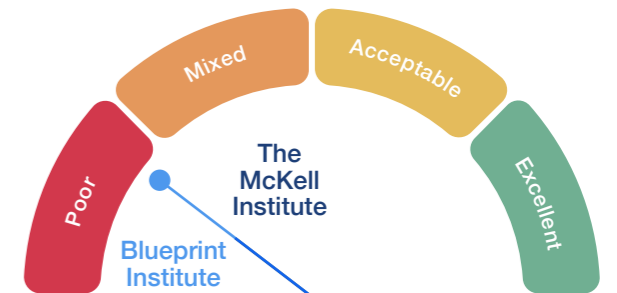 Poor
Mixed
Acceptable
Excellent
The
McKell
Institute
Blueprint
Institute